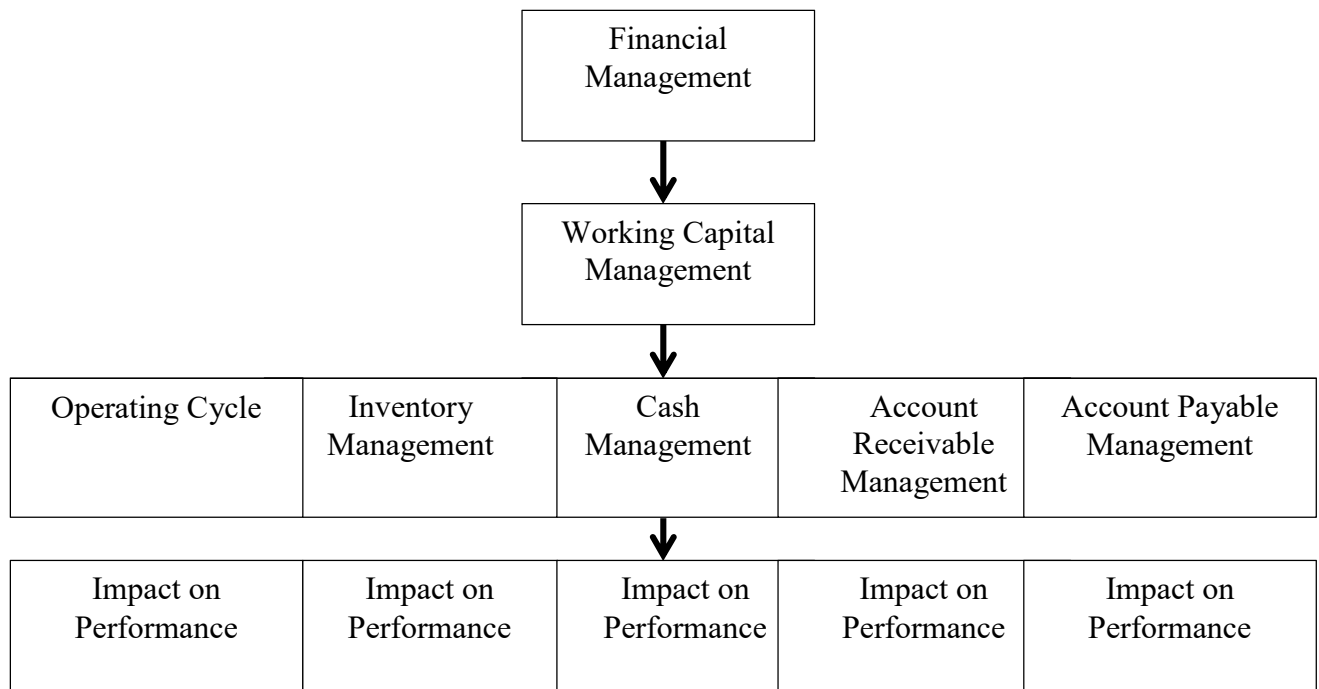 Financial
Management
Working Capital
Management
Operating Cycle
Inventory
Management
Cash
Management
Account
Receivable
Management
Account Payable
Management
Impact on
Performance
Impact on
Performance
Impact on
Performance
Impact on
Performance
Impact on
Performance